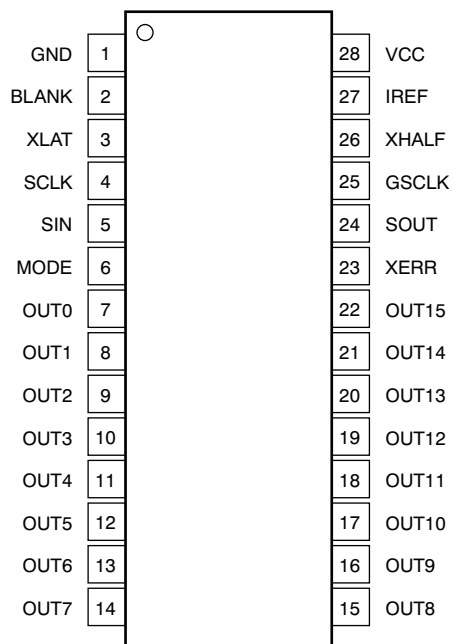 GND 1 28 VCC
BLANK 2 27 IREF
XLAT 3 26 XHALF
SCLK 4 25 GSCLK
SIN 5 24 SOUT
MODE 6 23 XERR
OUT0 7 22 OUT15
OUT1 8 21 OUT14
OUT2 9 20 OUT13
OUT3 10 19 OUT12
OUT4 11 18 OUT11
OUT5 12 17 OUT10
OUT6 13 16 OUT9
OUT7 14 15 OUT8